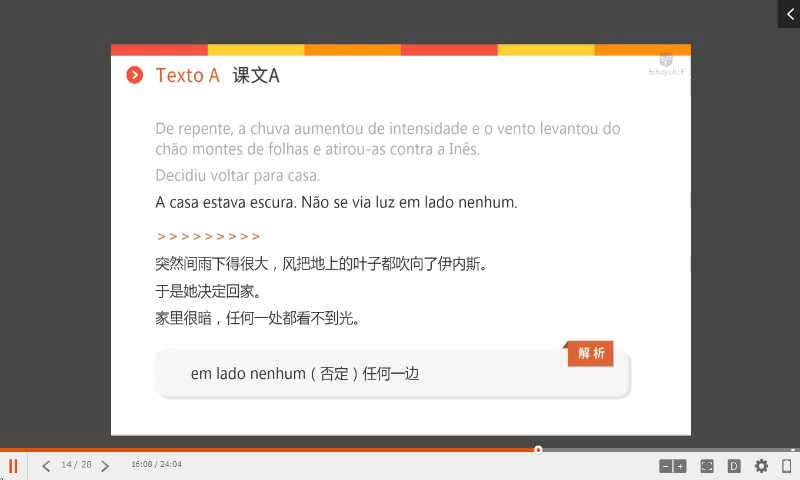 Texto A 课文A
De repente, a chuva aumentou de intensidade e o vento levantou do
chão montes de folhas e atirou-as contra a Inês.
Decidiu voltar para casa.
A casa estava escura. Não se via luz em lado nenhum.
>>>>>>>>>
突然间雨下得很大，风把地上的叶子都吹向了伊内斯。
于是她决定回家。
家里很暗，任何一处都看不到光。
解析
em lado nenhum（否定）任何一边
14 / 28
16:08 / 24:04
D